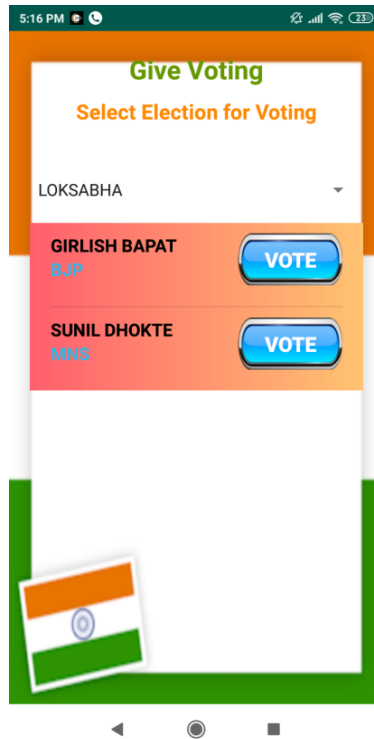 5:16 PM
23
Give Voting
Select Election for Voting
LOKSABHA
GIRLISH BAPAT
BJP
VOTE
SUNIL DHOKTE
MNS
VOTE